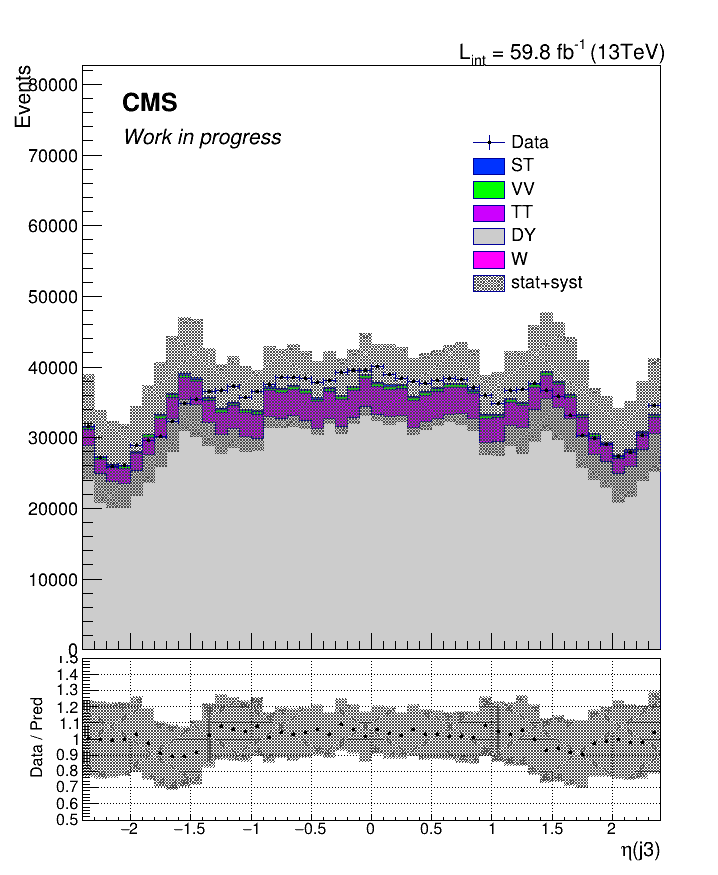 L_int = 59.8 fb^-1 (13TeV)
Events
80000
70000
60000
50000
40000
30000
20000
10000
0
CMS
Work in progress
Data
ST
VV
TT
DY
W
stat+syst
Data / Pred
1.5
1.4
1.3
1.2
1.1
1
0.9
0.8
0.7
0.6
0.5
−2 −1.5 −1 −0.5 0 0.5 1 1.5 2
η(j3)